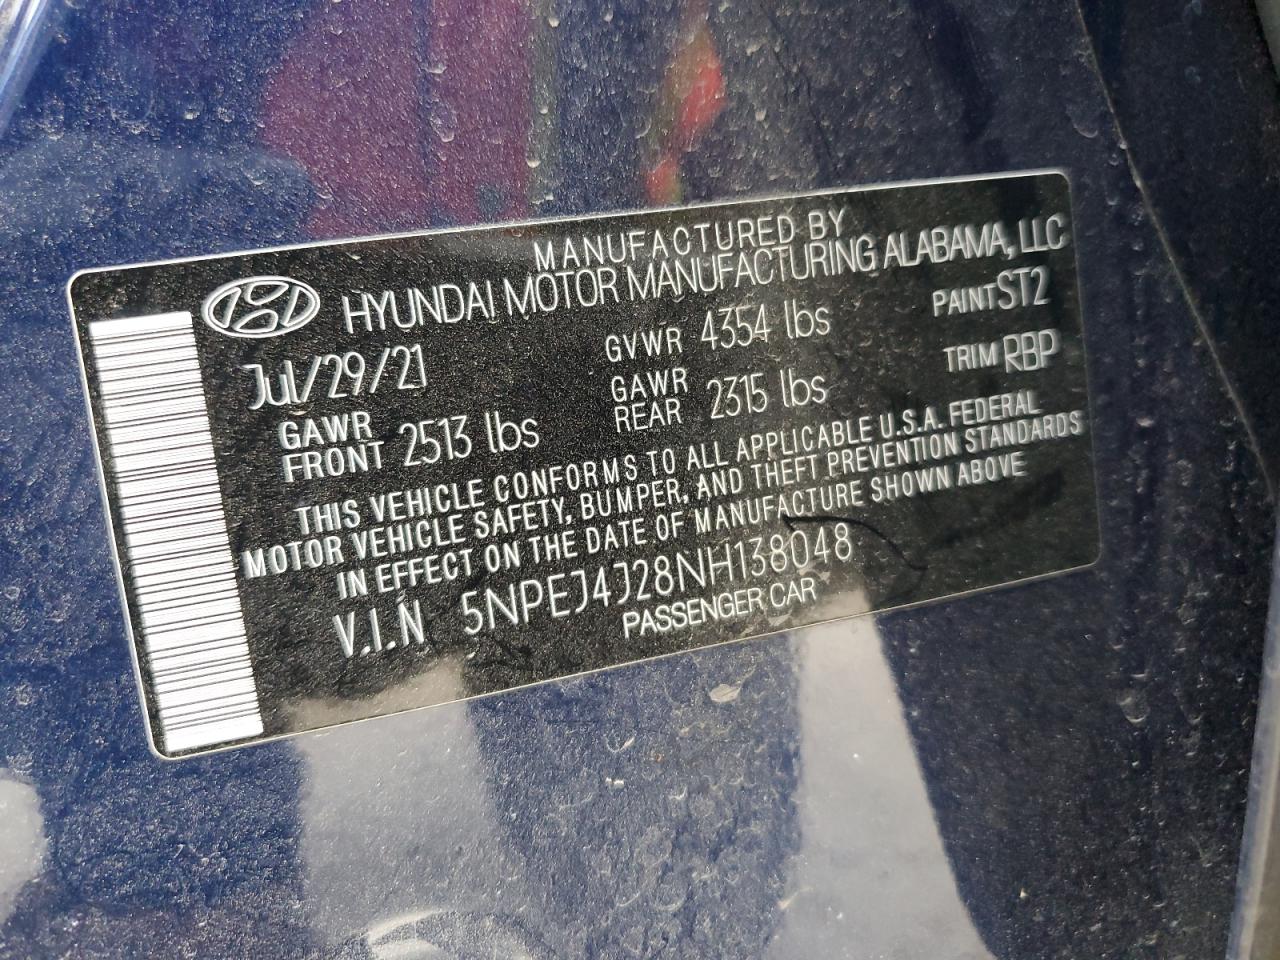 MANUFACTURED BY
HYUNDAI MOTOR MANUFACTURING ALABAMA, LLC
Jul/29/21 GVWR 4354 lbs PAINT ST2
GAWR FRONT 2513 lbs GAWR REAR 2315 lbs TRIM RBP
THIS VEHICLE CONFORMS TO ALL APPLICABLE U.S.A. FEDERAL
MOTOR VEHICLE SAFETY, BUMPER, AND THEFT PREVENTION STANDARDS
IN EFFECT ON THE DATE OF MANUFACTURE SHOWN ABOVE
V.I.N 5NPEJ4J28NH138048
PASSENGER CAR